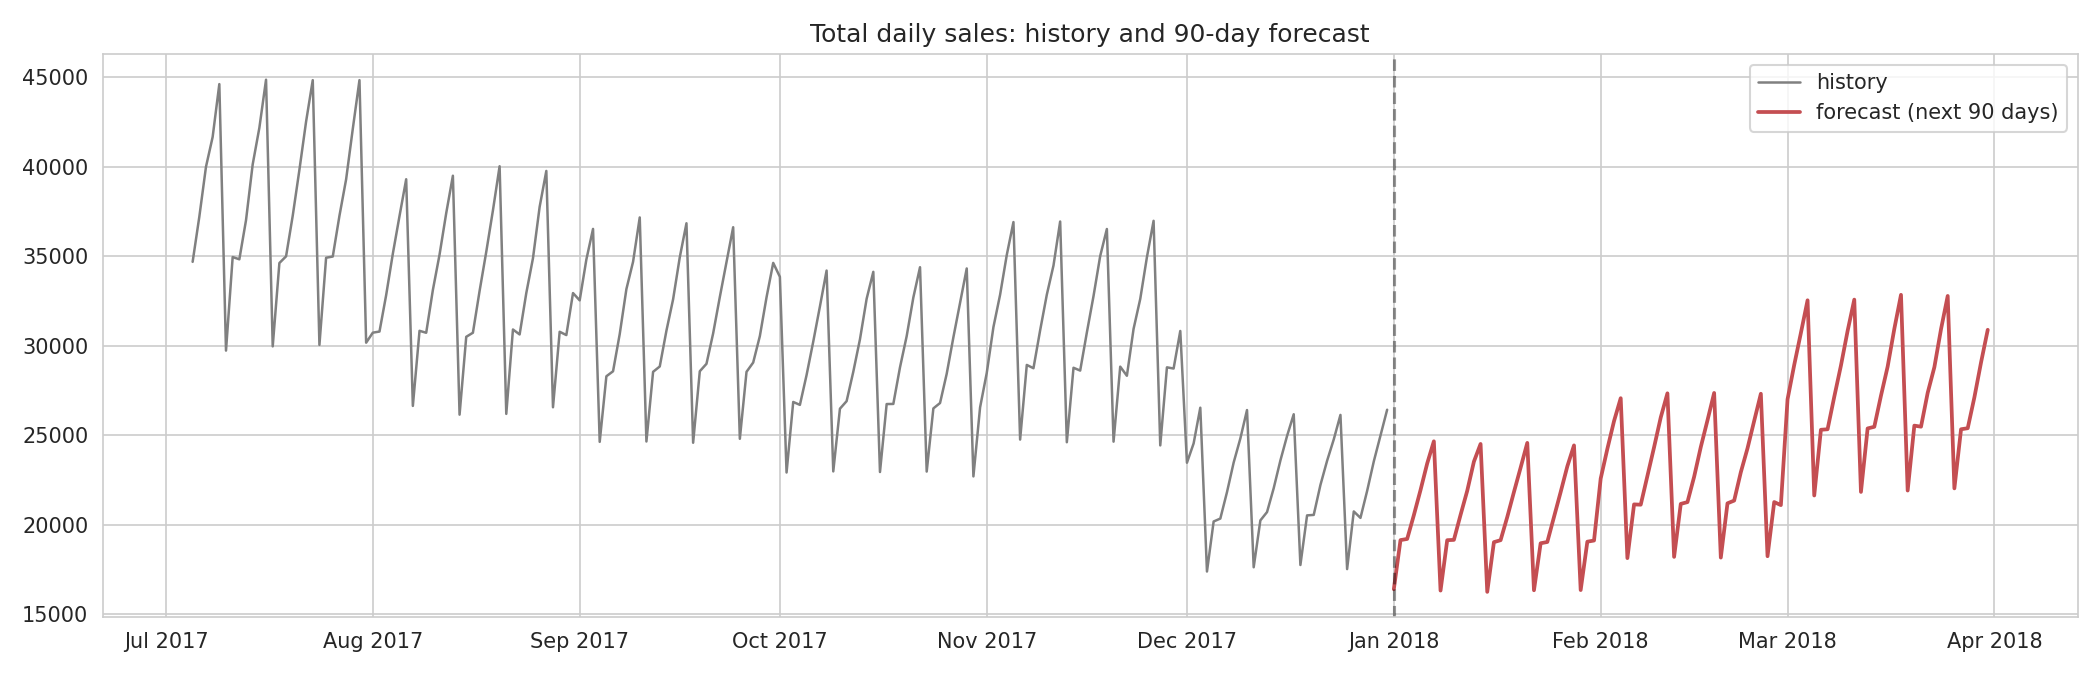 Total daily sales: history and 90-day forecast
history
forecast (next 90 days)
45000
40000
35000
30000
25000
20000
15000
Jul 2017 Aug 2017 Sep 2017 Oct 2017 Nov 2017 Dec 2017 Jan 2018 Feb 2018 Mar 2018 Apr 2018